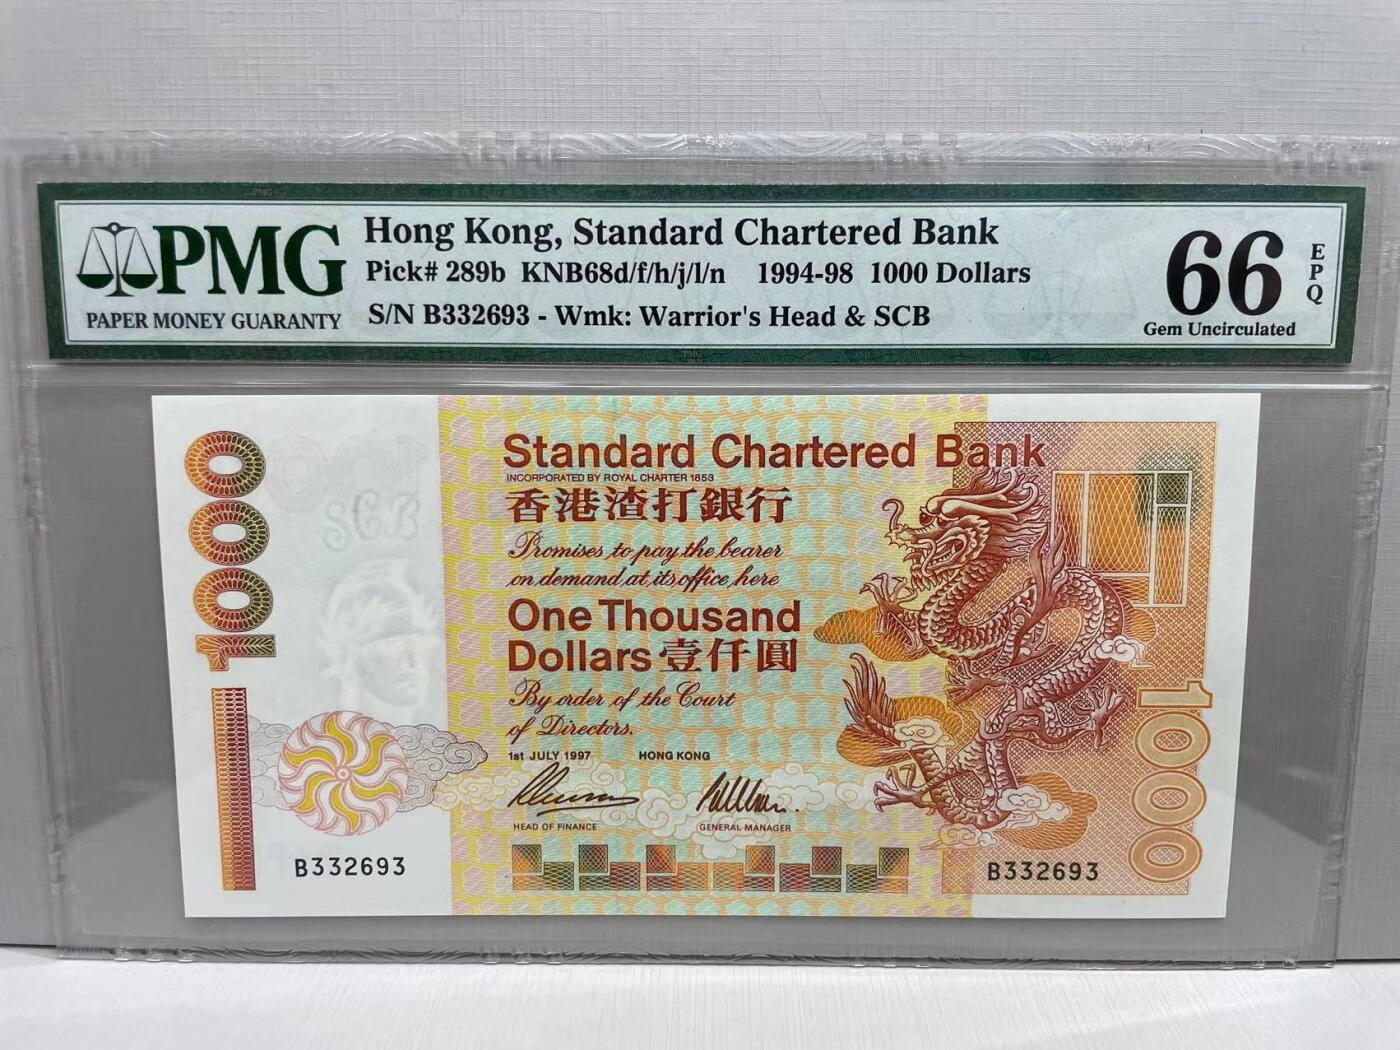 PMG
PAPER MONEY GUARANTY
Hong Kong, Standard Chartered Bank
Pick# 289b KNB68d/f/h/j/l/n 1994-98 1000 Dollars
S/N B332693 - Wmk: Warrior's Head & SCB
66
EPQ
Gem Uncirculated
1000
Standard Chartered Bank
INCORPORATED BY ROYAL CHARTER 1853
香港渣打銀行
Promises to pay the bearer
on demand at its office here
One Thousand
Dollars 壹仟圓
By order of the Court
of Directors.
1st JULY 1997 HONG KONG
HEAD OF FINANCE GENERAL MANAGER
B332693 B332693
1000